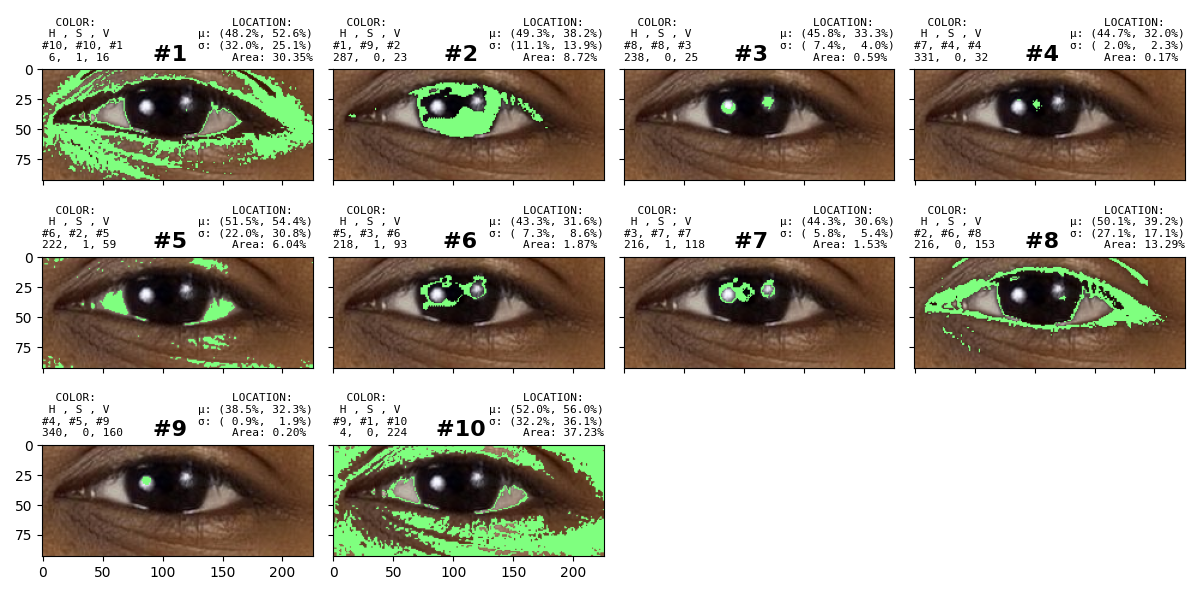 COLOR: LOCATION: COLOR: LOCATION: COLOR: LOCATION: COLOR: LOCATION:
H , S , V μ: (48.2%, 52.6%) H , S , V μ: (49.3%, 38.2%) H , S , V μ: (45.8%, 33.3%) H , S , V μ: (44.7%, 32.0%)
#10, #10, #1 #1 σ: (32.0%, 25.1%) #1, #9, #2 #2 σ: (11.1%, 13.9%) #8, #8, #3 #3 σ: ( 7.4%, 4.0%) #7, #4, #4 #4 σ: ( 2.0%, 2.3%)
6, 1, 16 Area: 30.35% 287, 0, 23 Area: 8.72% 238, 0, 25 Area: 0.59% 331, 0, 32 Area: 0.17%
0
25
50
75
COLOR: LOCATION: COLOR: LOCATION: COLOR: LOCATION: COLOR: LOCATION:
H , S , V μ: (51.5%, 54.4%) H , S , V μ: (43.3%, 31.6%) H , S , V μ: (44.3%, 30.6%) H , S , V μ: (50.1%, 39.2%)
#6, #2, #5 #5 σ: (22.0%, 30.8%) #5, #3, #6 #6 σ: ( 7.3%, 8.6%) #3, #7, #7 #7 σ: ( 5.8%, 5.4%) #2, #6, #8 #8 σ: (27.1%, 17.1%)
222, 1, 59 Area: 6.04% 218, 1, 93 Area: 1.87% 216, 1, 118 Area: 1.53% 216, 0, 153 Area: 13.29%
0
25
50
75
COLOR: LOCATION: COLOR: LOCATION:
H , S , V μ: (38.5%, 32.3%) H , S , V μ: (52.0%, 56.0%)
#4, #5, #9 #9 σ: ( 0.9%, 1.9%) #9, #1, #10 #10 σ: (32.2%, 36.1%)
340, 0, 160 Area: 0.20% 4, 0, 224 Area: 37.23%
0
25
50
75
0 50 100 150 200 0 50 100 150 200